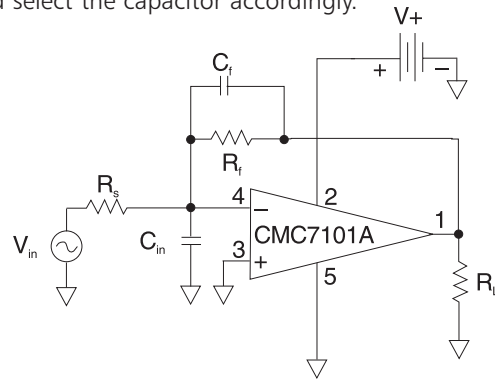 d select the capacitor accordingly.
V+
+ −
C_f
R_f
R_s
4
−
2
1
V_in
C_in
3
+
CMC7101A
5
R_L